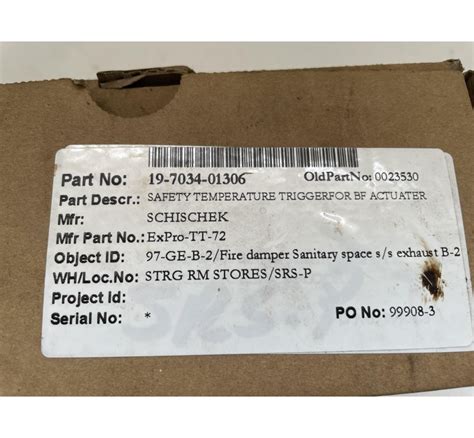 Part No: 19-7034-01306 OldPartNo: 0023530
Part Descr.: SAFETY TEMPERATURE TRIGGERFOR BF ACTUATER
Mfr: SCHISCHEK
Mfr Part No.: ExPro-TT-72
Object ID: 97-GE-B-2/Fire damper Sanitary space s/s exhaust B-2
WH/Loc.No: STRG RM STORES/SRS-P
Project Id:
Serial No: * PO No: 99908-3
SRS-P